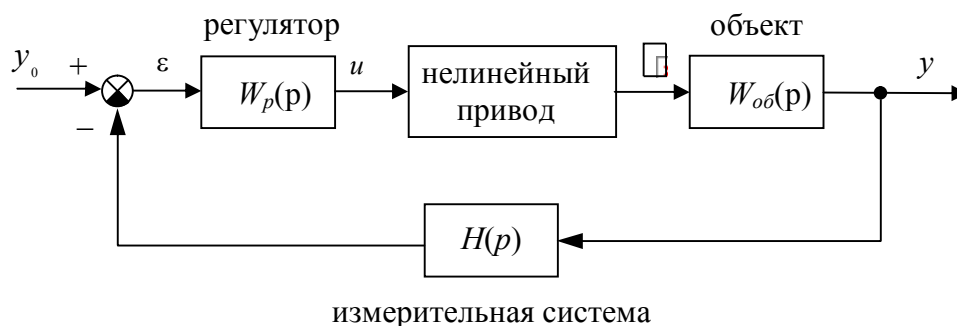 регулятор
объект
y₀
+
ε
Wp(p)
u
нелинейный
привод
Wоб(p)
y
−
H(p)
измерительная система